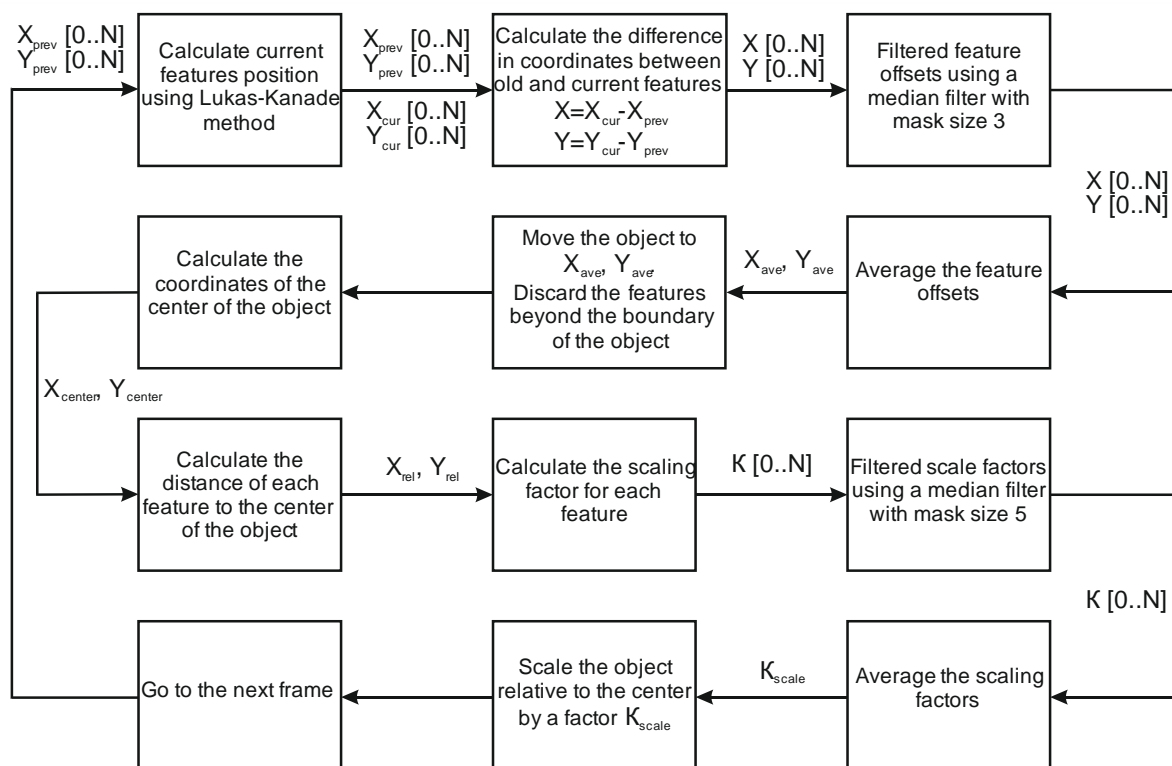 X_prev [0..N]
Y_prev [0..N]
Calculate current
features position
using Lukas-Kanade
method
X_prev [0..N]
Y_prev [0..N]
X_cur [0..N]
Y_cur [0..N]
Calculate the difference
in coordinates between
old and current features
X=X_cur-X_prev
Y=Y_cur-Y_prev
X [0..N]
Y [0..N]
Filtered feature
offsets using a
median filter with
mask size 3
X [0..N]
Y [0..N]
Average the feature
offsets
X_ave, Y_ave
Move the object to
X_ave, Y_ave.
Discard the features
beyond the boundary
of the object
Calculate the
coordinates of the
center of the object
X_center, Y_center
Calculate the
distance of each
feature to the center
of the object
X_rel, Y_rel
Calculate the scaling
factor for each
feature
K [0..N]
Filtered scale factors
using a median filter
with mask size 5
K [0..N]
Average the scaling
factors
K_scale
Scale the object
relative to the center
by a factor K_scale
Go to the next frame